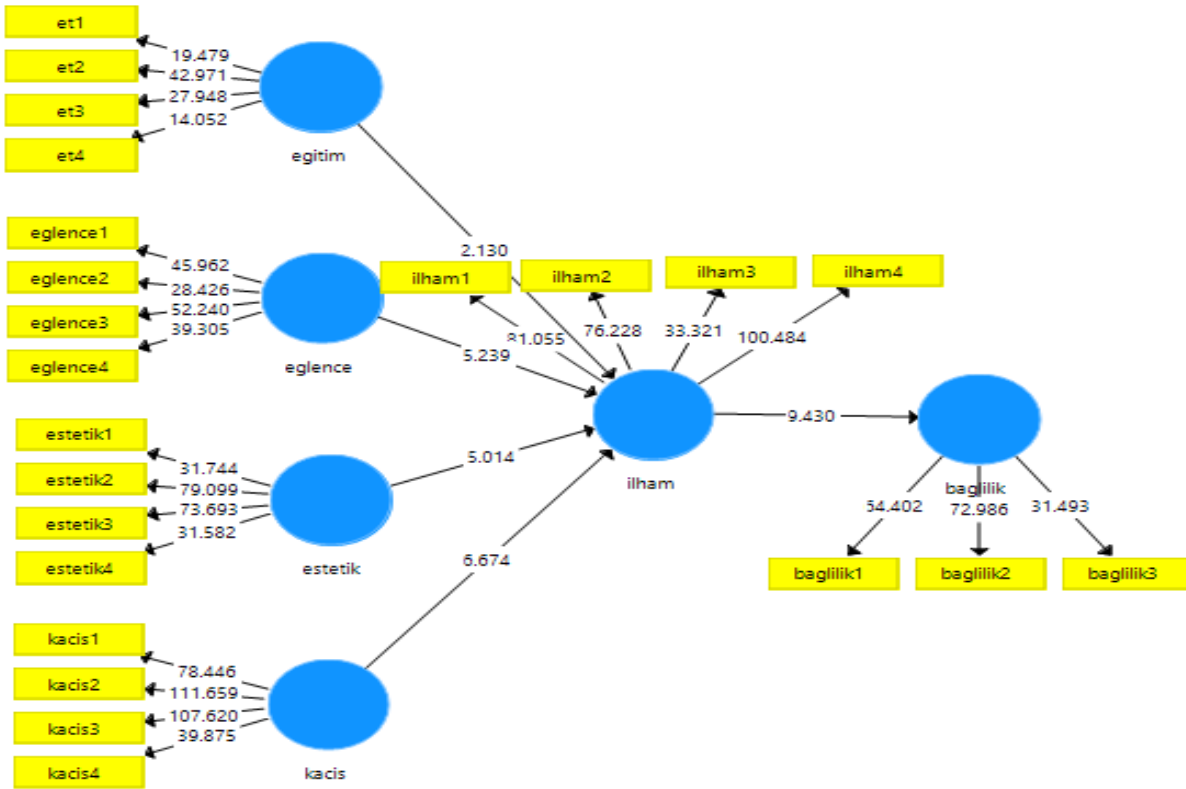 et1
et2
et3
et4
19.479
42.971
27.948
14.052
egitim
2.130
eglence1
eglence2
eglence3
eglence4
45.962
28.426
52.240
39.305
eglence
5.239
ilham1
ilham2
ilham3
ilham4
81.055
76.228
33.321
100.484
ilham
9.430
estetik1
estetik2
estetik3
estetik4
31.744
79.099
73.693
31.582
estetik
5.014
baglilik
54.402
72.986
31.493
baglilik1
baglilik2
baglilik3
kacis1
kacis2
kacis3
kacis4
78.446
111.659
107.620
39.875
kacis
6.674